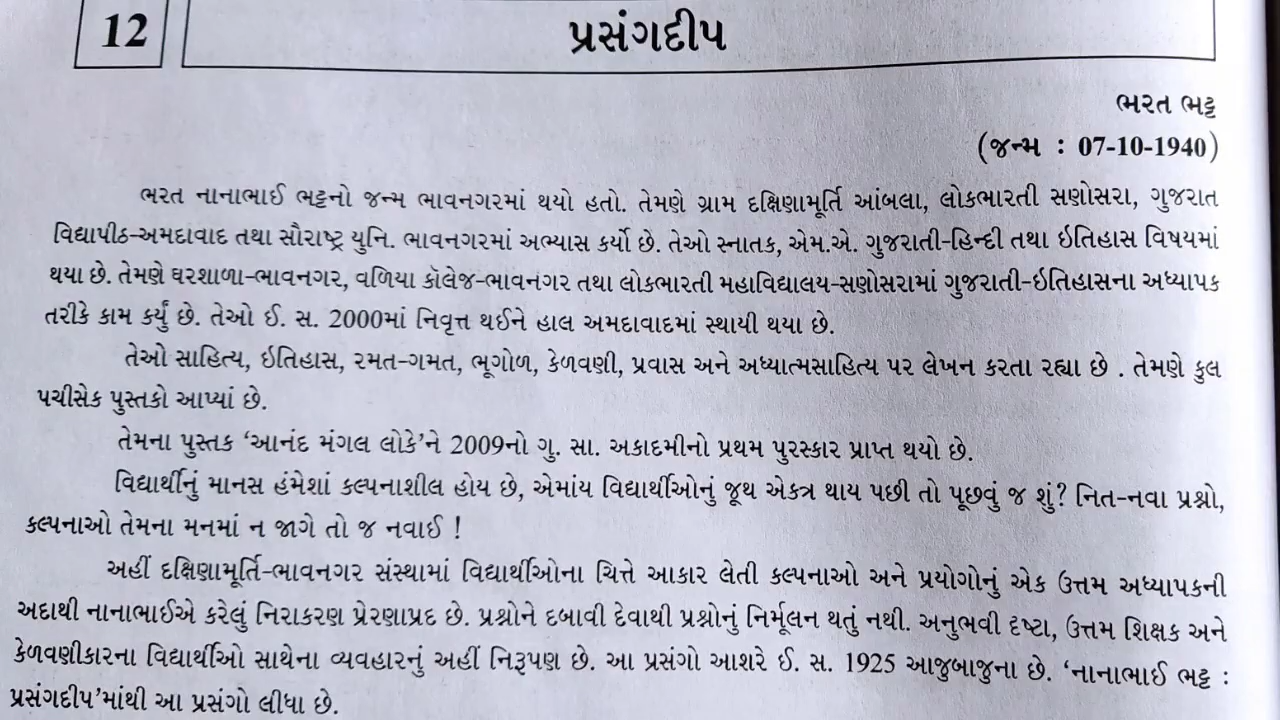 12
પ્રસંગદીપ
ભરત ભટ્ટ
(જન્મ : 07-10-1940)
ભરત નાનાભાઈ ભટ્ટનો જન્મ ભાવનગરમાં થયો હતો. તેમણે ગ્રામ દક્ષિણામૂર્તિ આંબલા, લોકભારતી સણોસરા, ગુજરાત
વિદ્યાપીઠ-અમદાવાદ તથા સૌરાષ્ટ્ર યુનિ. ભાવનગરમાં અભ્યાસ કર્યો છે. તેઓ સ્નાતક, એમ.એ. ગુજરાતી-હિન્દી તથા ઇતિહાસ વિષયમાં
થયા છે. તેમણે ઘરશાળા-ભાવનગર, વળિયા કૉલેજ-ભાવનગર તથા લોકભારતી મહાવિદ્યાલય-સણોસરામાં ગુજરાતી-ઇતિહાસના અધ્યાપક
તરીકે કામ કર્યું છે. તેઓ ઈ. સ. 2000માં નિવૃત્ત થઈને હાલ અમદાવાદમાં સ્થાયી થયા છે.
તેઓ સાહિત્ય, ઇતિહાસ, રમત-ગમત, ભૂગોળ, કેળવણી, પ્રવાસ અને અધ્યાત્મસાહિત્ય પર લેખન કરતા રહ્યા છે . તેમણે કુલ
પચીસેક પુસ્તકો આપ્યાં છે.
તેમના પુસ્તક ‘આનંદ મંગલ લોકે’ને 2009નો ગુ. સા. અકાદમીનો પ્રથમ પુરસ્કાર પ્રાપ્ત થયો છે.
વિદ્યાર્થીનું માનસ હંમેશાં કલ્પનાશીલ હોય છે, એમાંય વિદ્યાર્થીઓનું જૂથ એકત્ર થાય પછી તો પૂછવું જ શું? નિત-નવા પ્રશ્નો,
કલ્પનાઓ તેમના મનમાં ન જાગે તો જ નવાઈ !
અહીં દક્ષિણામૂર્તિ-ભાવનગર સંસ્થામાં વિદ્યાર્થીઓના ચિત્તે આકાર લેતી કલ્પનાઓ અને પ્રયોગોનું એક ઉત્તમ અધ્યાપકની
અદાથી નાનાભાઈએ કરેલું નિરાકરણ પ્રેરણાપ્રદ છે. પ્રશ્નોને દબાવી દેવાથી પ્રશ્નોનું નિર્મૂલન થતું નથી. અનુભવી દૃષ્ટા, ઉત્તમ શિક્ષક અને
કેળવણીકારના વિદ્યાર્થીઓ સાથેના વ્યવહારનું અહીં નિરૂપણ છે. આ પ્રસંગો આશરે ઈ. સ. 1925 આજુબાજુના છે. ‘નાનાભાઈ ભટ્ટ :
પ્રસંગદીપ’માંથી આ પ્રસંગો લીધા છે.